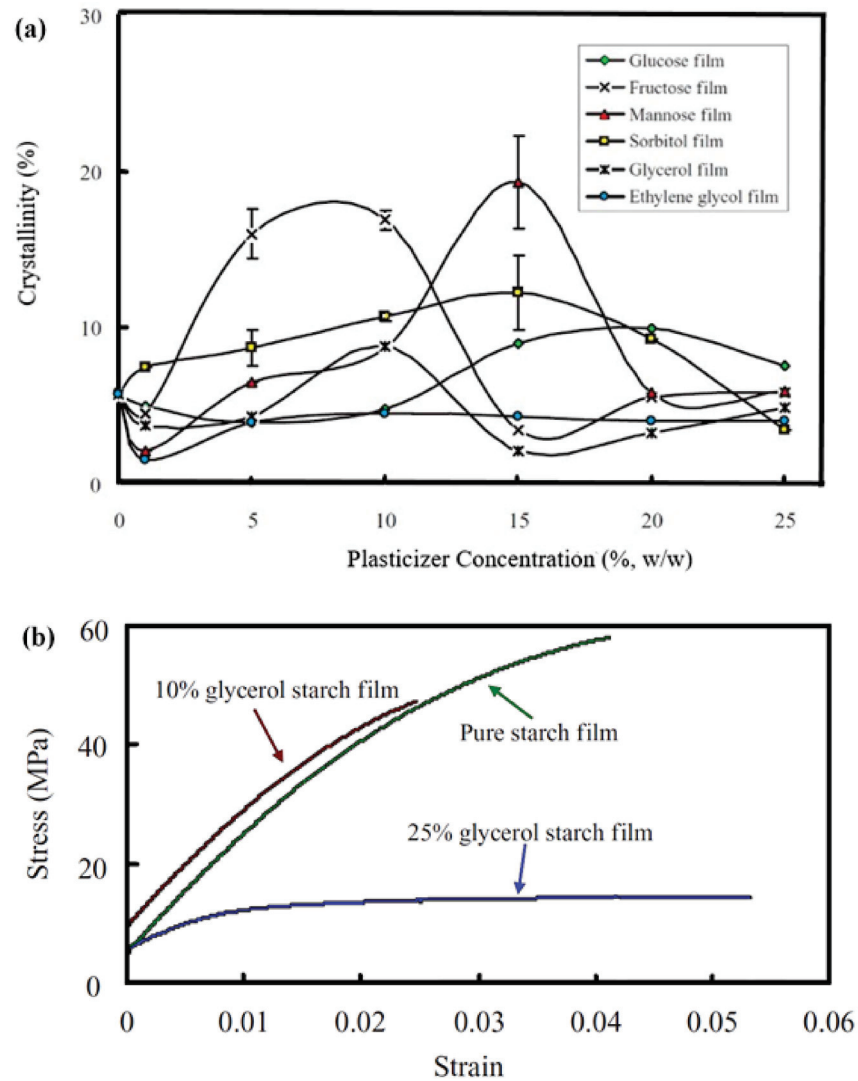 (a)
30
20
10
0
Crystallinity (%)
Glucose film
Fructose film
Mannose film
Sorbitol film
Glycerol film
Ethylene glycol film
0 5 10 15 20 25
Plasticizer Concentration (%, w/w)
(b)
60
40
20
0
Stress (MPa)
10% glycerol starch film
Pure starch film
25% glycerol starch film
0 0.01 0.02 0.03 0.04 0.05 0.06
Strain